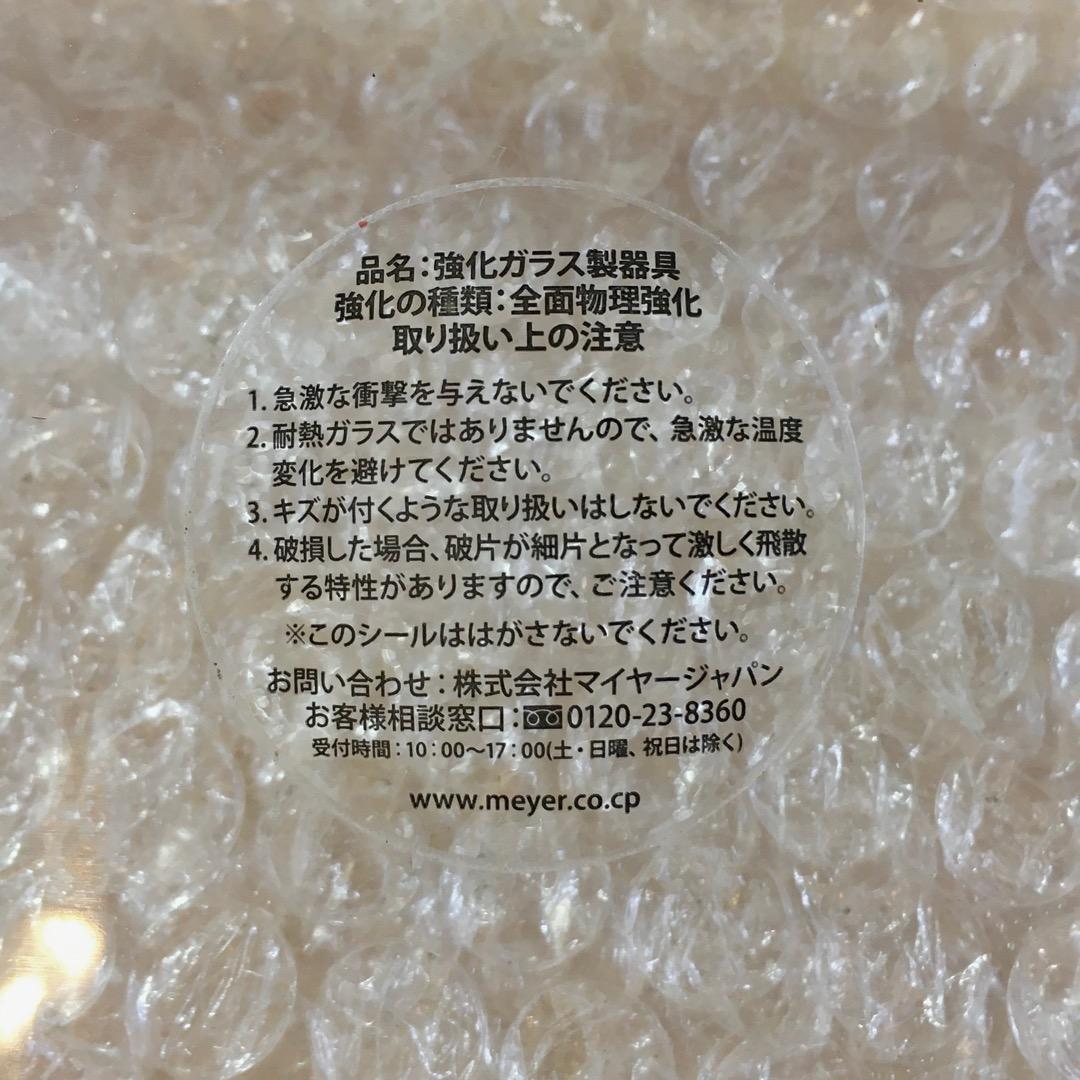 品名：強化ガラス製器具
強化の種類：全面物理強化
取り扱い上の注意
1. 急激な衝撃を与えないでください。
2. 耐熱ガラスではありませんので、急激な温度
変化を避けてください。
3. キズが付くような取り扱いはしないでください。
4. 破損した場合、破片が細片となって激しく飛散
する特性がありますので、ご注意ください。
※このシールははがさないでください。
お問い合わせ：株式会社マイヤージャパン
お客様相談窓口：0120-23-8360
受付時間：10：00〜17：00(土・日曜、祝日は除く)
www.meyer.co.cp